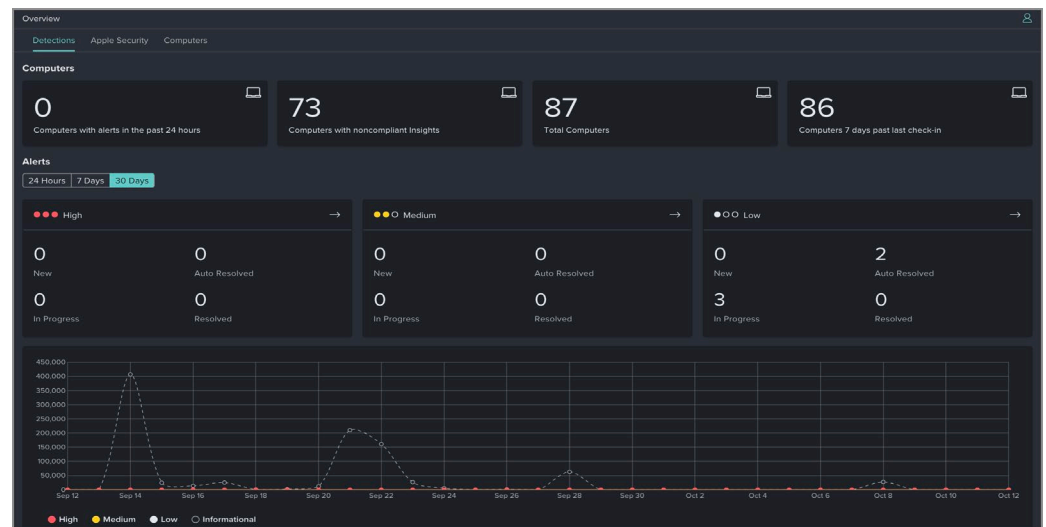 Overview
Detections Apple Security Computers
Computers
0 73 87 86
Computers with alerts in the past 24 hours Computers with noncompliant Insights Total Computers Computers 7 days past last check-in
Alerts
24 Hours 7 Days 30 Days
High → Medium → Low →
0 0 0 0 0 2
New Auto Resolved New Auto Resolved New Auto Resolved
0 0 0 0 3 0
In Progress Resolved In Progress Resolved In Progress Resolved
450,000
400,000
350,000
300,000
250,000
200,000
150,000
100,000
50,000
0
Sep 12 Sep 14 Sep 16 Sep 18 Sep 20 Sep 22 Sep 24 Sep 26 Sep 28 Sep 30 Oct 2 Oct 4 Oct 6 Oct 8 Oct 10 Oct 12
High Medium Low Informational